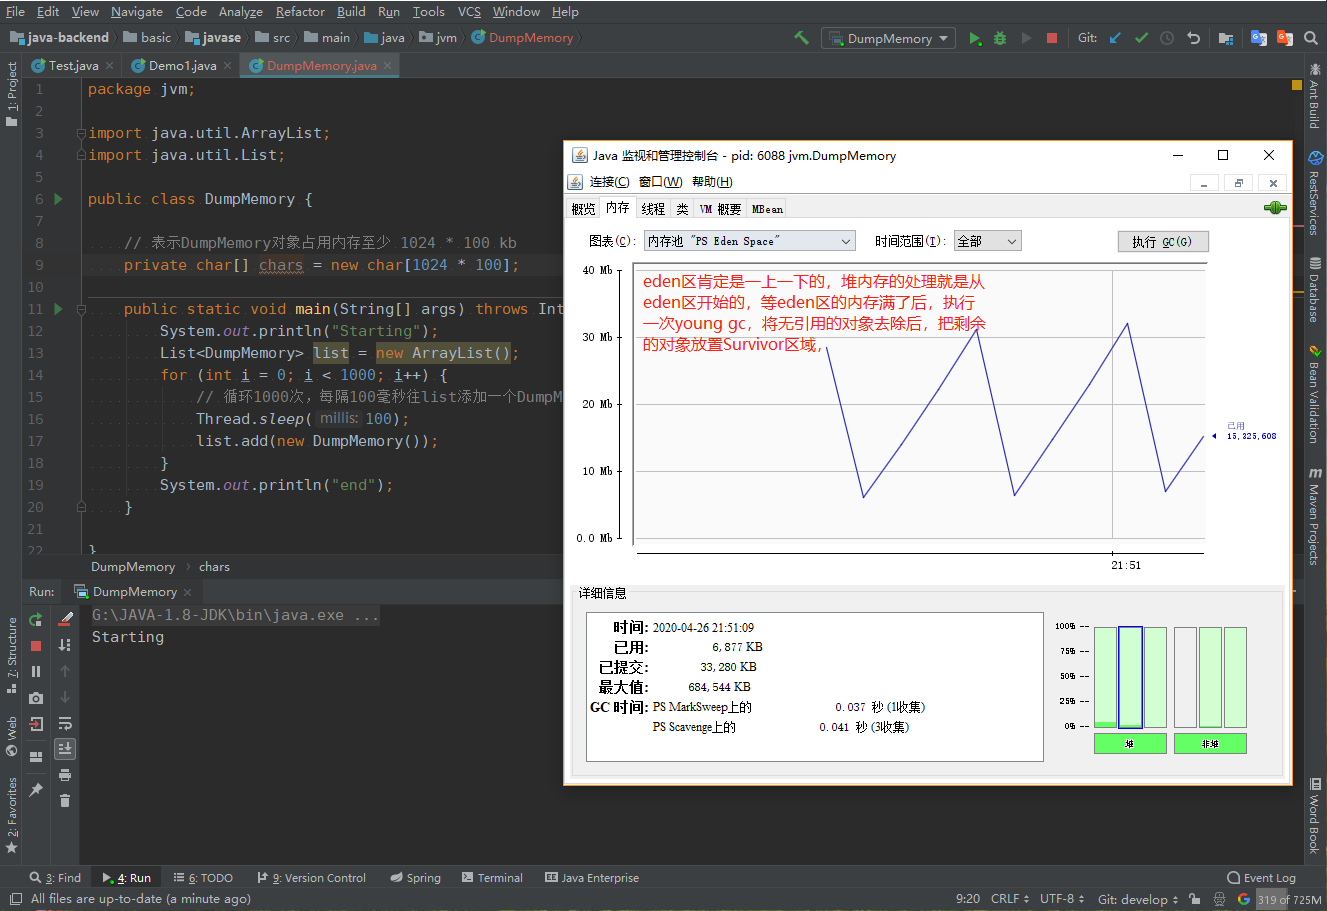 File Edit View Navigate Code Analyze Refactor Build Run Tools VCS Window Help
java-backend basic javase src main java jvm DumpMemory
DumpMemory Git:
Test.java Demo1.java DumpMemory.java
1: Project
7: Structure
Web
2: Favorites
1 package jvm;
2
3 import java.util.ArrayList;
4 import java.util.List;
5
6 public class DumpMemory {
7
8 // 表示DumpMemory对象占用内存至少 1024 * 100 kb
9 private char[] chars = new char[1024 * 100];
10
11 public static void main(String[] args) throws Int
12 System.out.println("Starting");
13 List<DumpMemory> list = new ArrayList();
14 for (int i = 0; i < 1000; i++) {
15 // 循环1000次，每隔100毫秒往list添加一个DumpM
16 Thread.sleep( millis: 100);
17 list.add(new DumpMemory());
18 }
19 System.out.println("end");
20 }
21
22 }
DumpMemory › chars
Run: DumpMemory
G:\JAVA-1.8-JDK\bin\java.exe ...
Starting
Java 监视和管理控制台 - pid: 6088 jvm.DumpMemory
连接(C) 窗口(W) 帮助(H)
概览 内存 线程 类 VM 概要 MBean
图表(C): 内存池 "PS Eden Space" 时间范围(I): 全部 执行 GC(G)
40 Mb
30 Mb
20 Mb
10 Mb
0.0 Mb
eden区肯定是一上一下的，堆内存的处理就是从
eden区开始的，等eden区的内存满了后，执行
一次young gc，将无引用的对象去除后，把剩余
的对象放置Survivor区域，
已用
15,325,608
21:51
详细信息
时间: 2020-04-26 21:51:09
已用: 6,877 KB
已提交: 33,280 KB
最大值: 684,544 KB
GC 时间: PS MarkSweep上的 0.037 秒 (1收集)
PS Scavenge上的 0.041 秒 (3收集)
100%
75%
50%
25%
0%
堆 非堆
Ant Build
RestServices
Database
Bean Validation
Maven Projects
Word Book
3: Find 4: Run 6: TODO 9: Version Control Spring Terminal Java Enterprise Event Log
All files are up-to-date (a minute ago) 9:20 CRLF UTF-8 Git: develop 319 of 725M